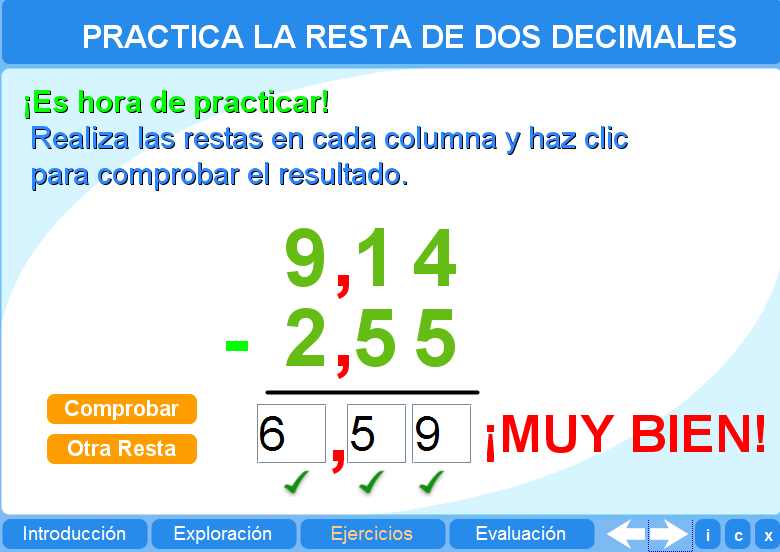 PRACTICA LA RESTA DE DOS DECIMALES
¡Es hora de practicar!
Realiza las restas en cada columna y haz clic
para comprobar el resultado.
9,14
- 2,55
Comprobar
6,59 ¡MUY BIEN!
Otra Resta
Introducción Exploración Ejercicios Evaluación i c x